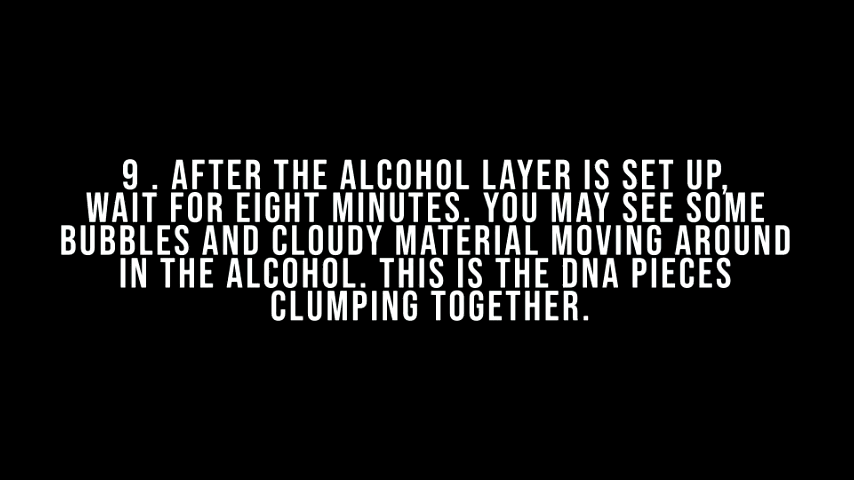 9 . AFTER THE ALCOHOL LAYER IS SET UP,
WAIT FOR EIGHT MINUTES. YOU MAY SEE SOME
BUBBLES AND CLOUDY MATERIAL MOVING AROUND
IN THE ALCOHOL. THIS IS THE DNA PIECES
CLUMPING TOGETHER.